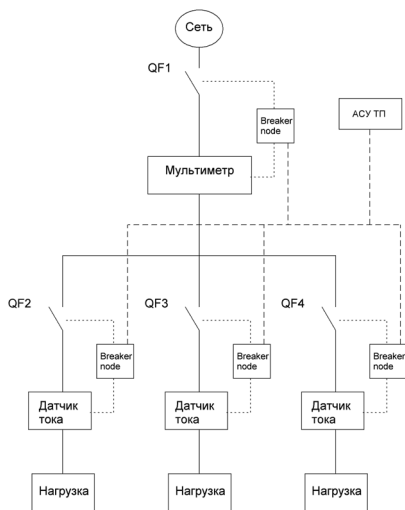 Сеть
QF1
Breaker
node
АСУ ТП
Мультиметр
QF2
QF3
QF4
Breaker
node
Breaker
node
Breaker
node
Датчик
тока
Датчик
тока
Датчик
тока
Нагрузка
Нагрузка
Нагрузка